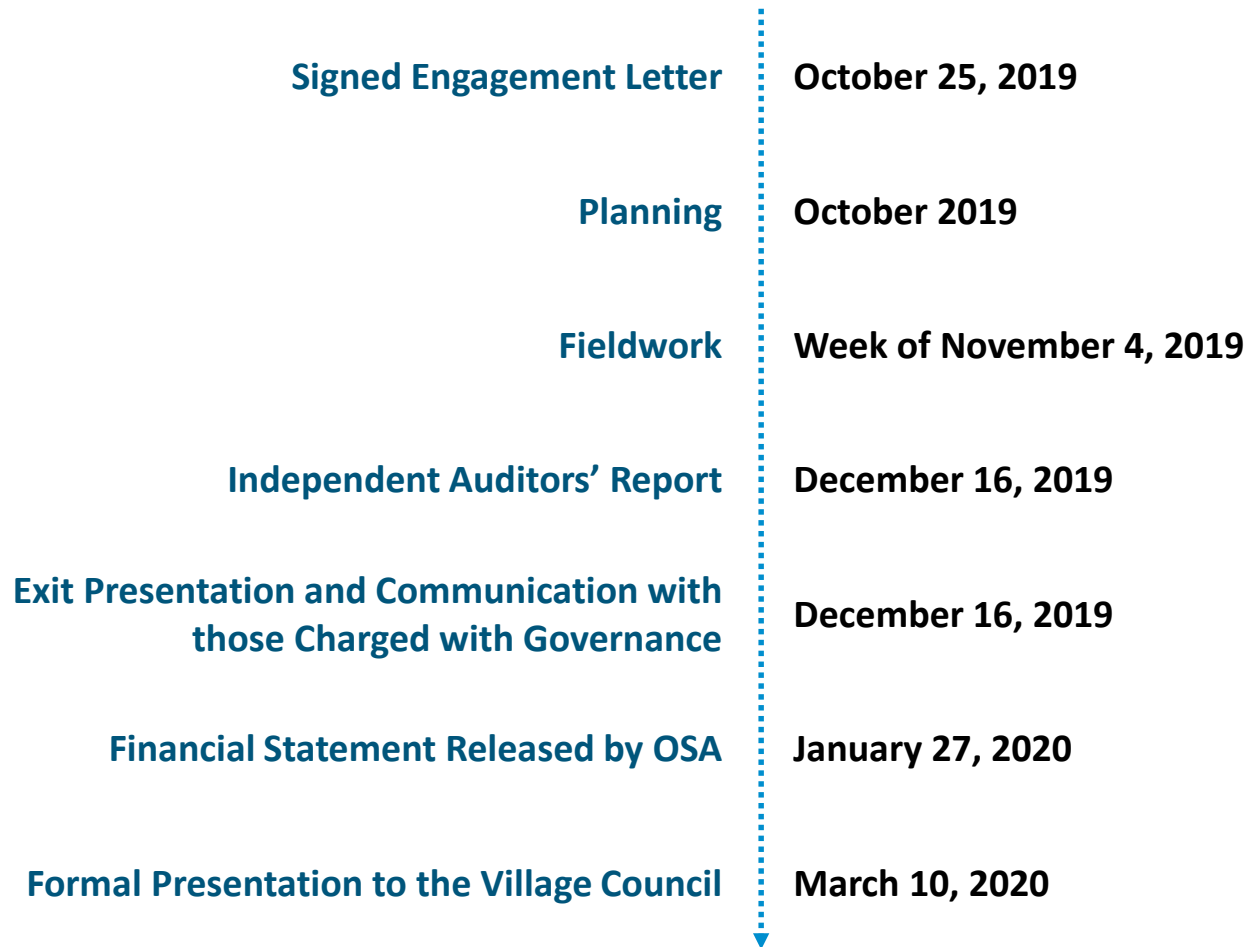 Signed Engagement Letter
October 25, 2019
Planning
October 2019
Fieldwork
Week of November 4, 2019
Independent Auditors’ Report
December 16, 2019
Exit Presentation and Communication with
those Charged with Governance
December 16, 2019
Financial Statement Released by OSA
January 27, 2020
Formal Presentation to the Village Council
March 10, 2020